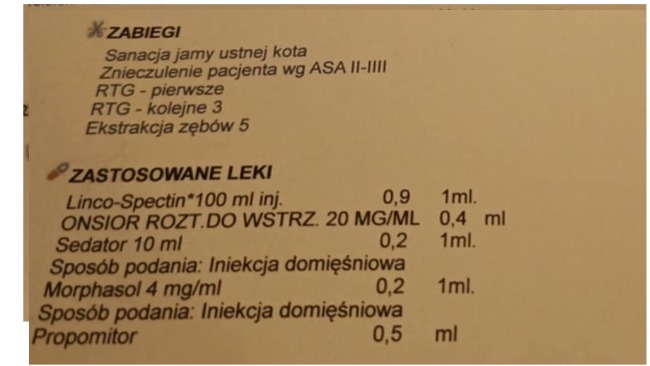 ZABIEGI
Sanacja jamy ustnej kota
Znieczulenie pacjenta wg ASA II-IIII
RTG - pierwsze
RTG - kolejne 3
Ekstrakcja zębów 5
ZASTOSOWANE LEKI
Linco-Spectin*100 ml inj. 0,9 1ml.
ONSIOR ROZT.DO WSTRZ. 20 MG/ML 0,4 ml
Sedator 10 ml 0,2 1ml.
Sposób podania: Iniekcja domięśniowa
Morphasol 4 mg/ml 0,2 1ml.
Sposób podania: Iniekcja domięśniowa
Propomitor 0,5 ml